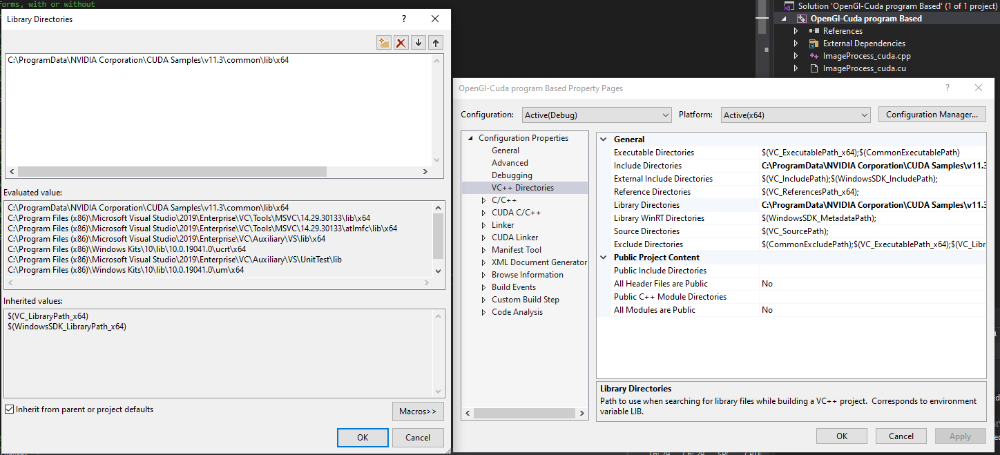 forms, with or without
Library Directories
?
C:\ProgramData\NVIDIA Corporation\CUDA Samples\v11.3\common\lib\x64
Evaluated value:
C:\ProgramData\NVIDIA Corporation\CUDA Samples\v11.3\common\lib\x64
C:\Program Files (x86)\Microsoft Visual Studio\2019\Enterprise\VC\Tools\MSVC\14.29.30133\lib\x64
C:\Program Files (x86)\Microsoft Visual Studio\2019\Enterprise\VC\Tools\MSVC\14.29.30133\atlmfc\lib\x64
C:\Program Files (x86)\Microsoft Visual Studio\2019\Enterprise\VC\Auxiliary\VS\lib\x64
C:\Program Files (x86)\Windows Kits\10\lib\10.0.19041.0\ucrt\x64
C:\Program Files (x86)\Microsoft Visual Studio\2019\Enterprise\VC\Auxiliary\VS\UnitTest\lib
C:\Program Files (x86)\Windows Kits\10\lib\10.0.19041.0\um\x64
Inherited values:
$(VC_LibraryPath_x64)
$(WindowsSDK_LibraryPath_x64)
Inherit from parent or project defaults
Macros>>
OK
Cancel
Solution 'OpenGl-Cuda program Based' (1 of 1 project)
OpenGl-Cuda program Based
References
External Dependencies
ImageProcess_cuda.cpp
ImageProcess_cuda.cu
OpenGl-Cuda program Based Property Pages
?
Configuration:
Active(Debug)
Platform:
Active(x64)
Configuration Manager...
Configuration Properties
General
Advanced
Debugging
VC++ Directories
C/C++
CUDA C/C++
Linker
CUDA Linker
Manifest Tool
XML Document Generator
Browse Information
Build Events
Custom Build Step
Code Analysis
General
Executable Directories $(VC_ExecutablePath_x64);$(CommonExecutablePath)
Include Directories C:\ProgramData\NVIDIA Corporation\CUDA Samples\v11.3
External Include Directories $(VC_IncludePath);$(WindowsSDK_IncludePath);
Reference Directories $(VC_ReferencesPath_x64);
Library Directories C:\ProgramData\NVIDIA Corporation\CUDA Samples\v11.3
Library WinRT Directories $(WindowsSDK_MetadataPath);
Source Directories $(VC_SourcePath);
Exclude Directories $(CommonExcludePath);$(VC_ExecutablePath_x64);$(VC_Libra
Public Project Content
Public Include Directories
All Header Files are Public No
Public C++ Module Directories
All Modules are Public No
Library Directories
Path to use when searching for library files while building a VC++ project. Corresponds to environment
variable LIB.
OK
Cancel
Apply